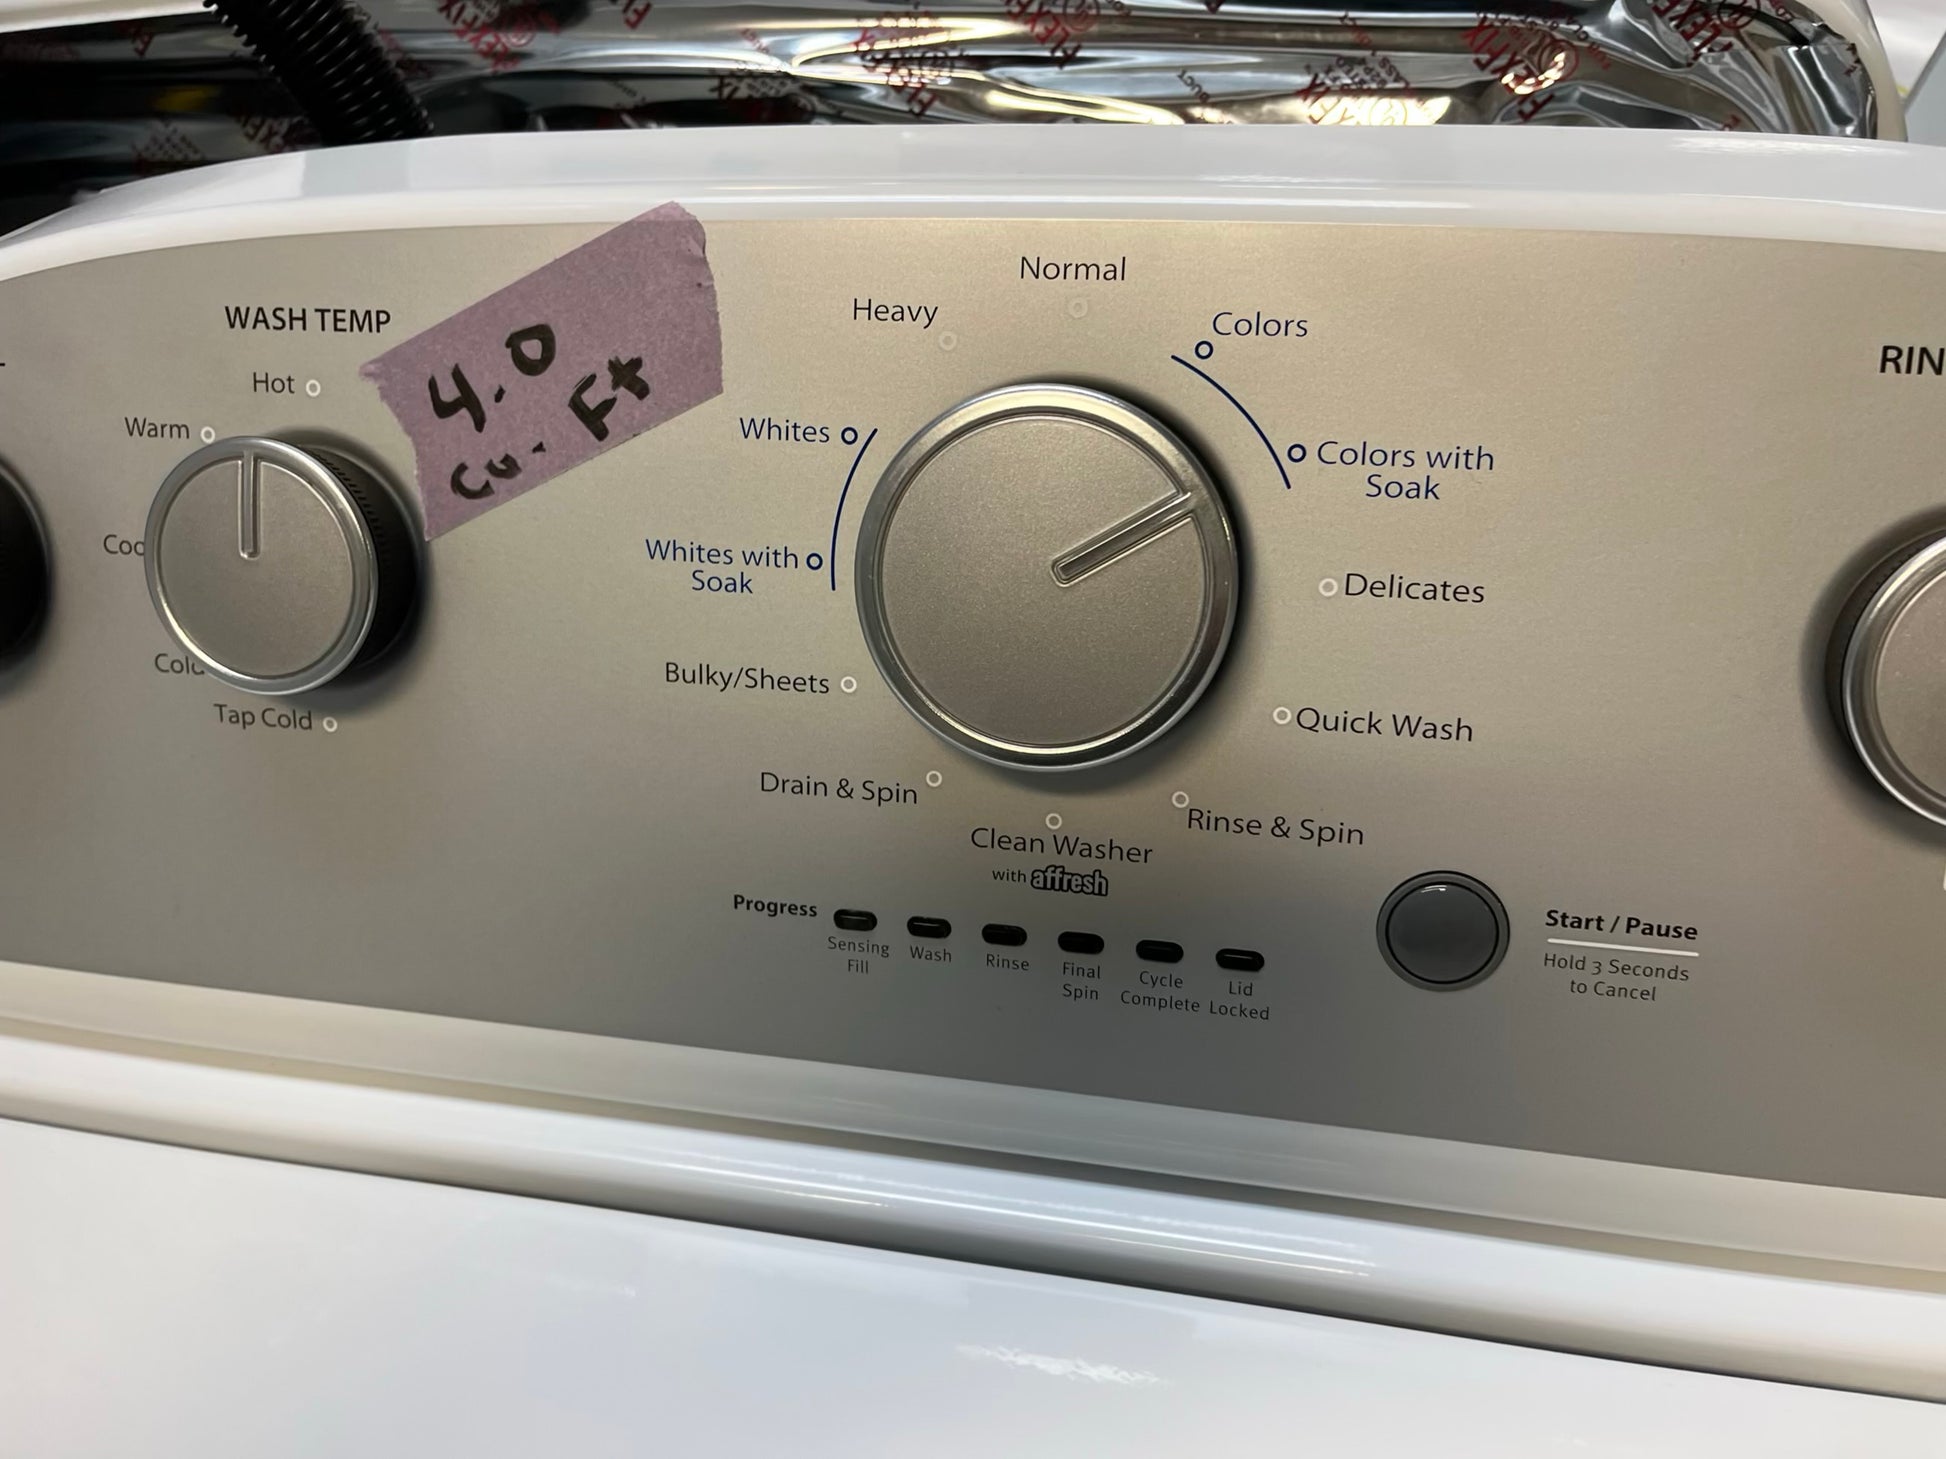 FLEXFIX
WASH TEMP
Hot
Warm
Tap Cold
4.0
Cu. Ft
Normal
Heavy
Colors
Whites
Colors with
Soak
Whites with
Soak
Delicates
Bulky/Sheets
Quick Wash
Drain & Spin
Rinse & Spin
Clean Washer
with affresh
Progress
Sensing
Fill
Wash
Rinse
Final
Spin
Cycle
Complete
Lid
Locked
Start / Pause
Hold 3 Seconds
to Cancel
RIN